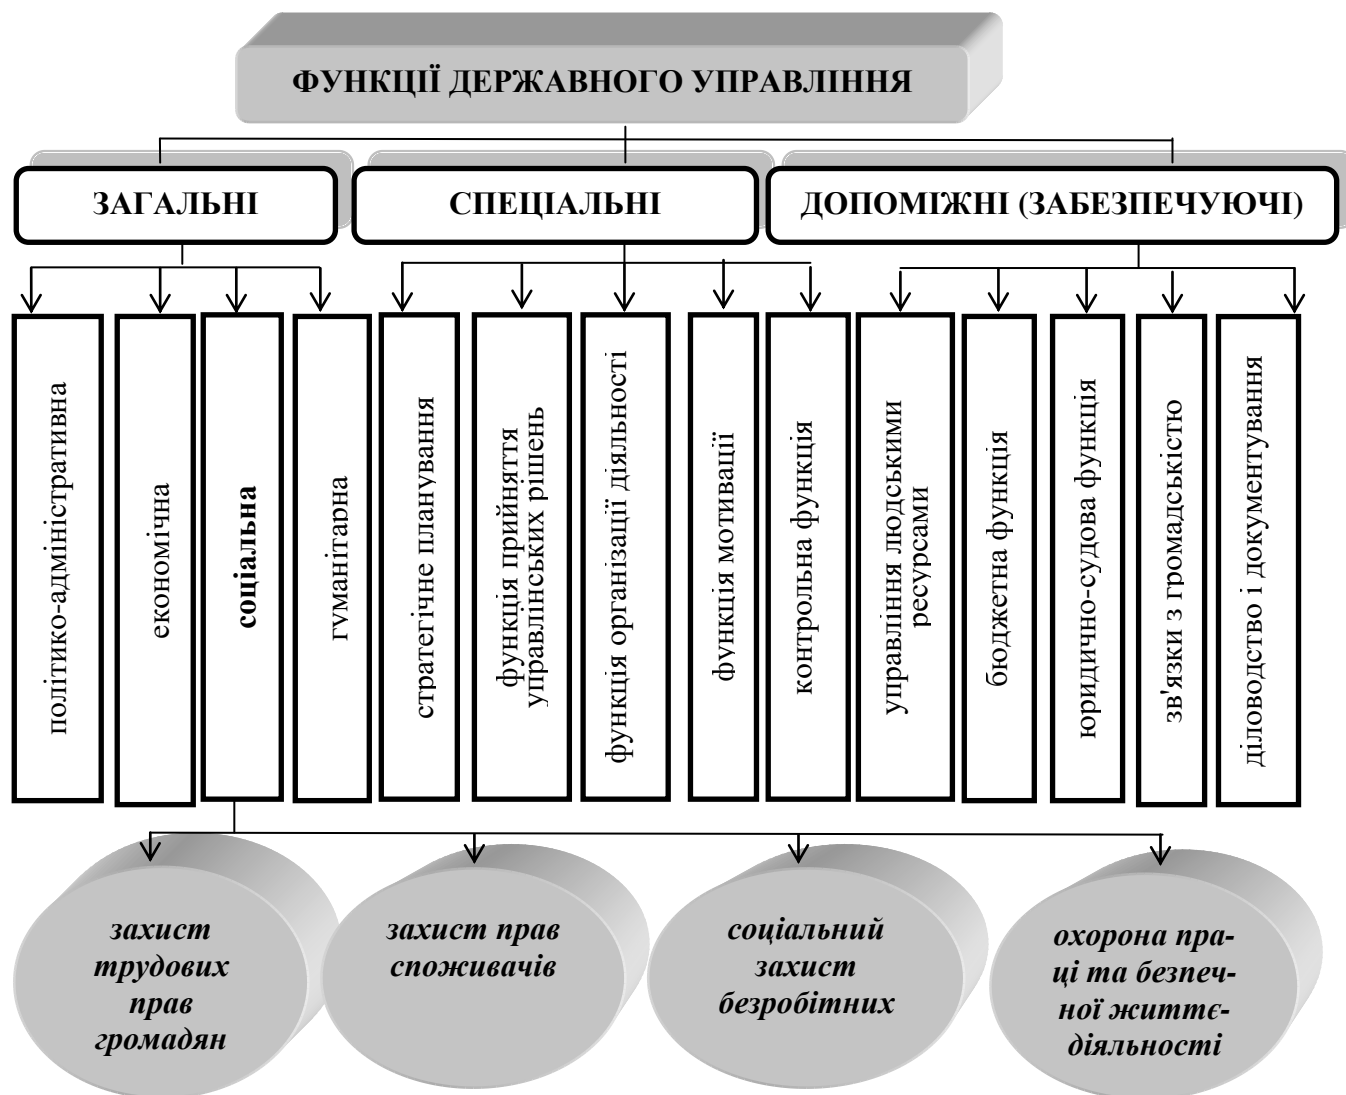 ФУНКЦІЇ ДЕРЖАВНОГО УПРАВЛІННЯ
ЗАГАЛЬНІ
СПЕЦІАЛЬНІ
ДОПОМІЖНІ (ЗАБЕЗПЕЧУЮЧІ)
політико-адміністративна
економічна
соціальна
гуманітарна
стратегічне планування
функція прийняття
управлінських рішень
функція організації діяльності
функція мотивації
контрольна функція
управління людськими
ресурсами
бюджетна функція
юридично-судова функція
зв'язки з громадськістю
діловодство і документування
захист
трудових
прав
громадян
захист прав
споживачів
соціальний
захист
безробітних
охорона пра-
ці та безпеч-
ної життє-
діяльності